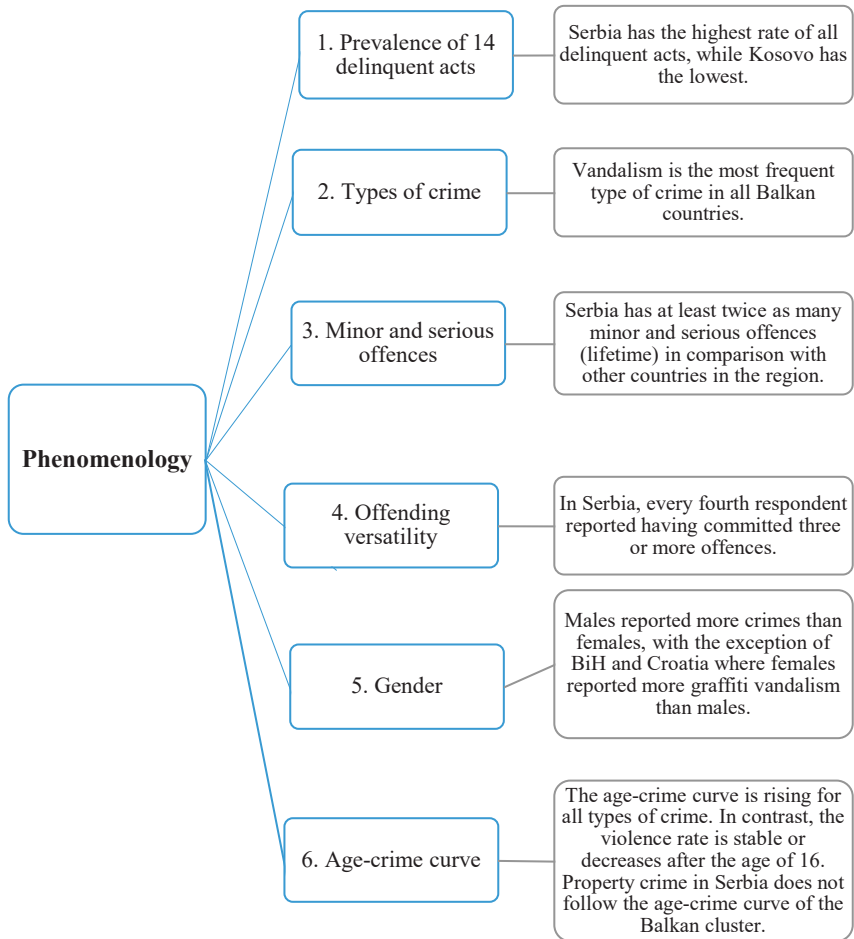 Phenomenology
1. Prevalence of 14
delinquent acts
Serbia has the highest rate of all
delinquent acts, while Kosovo has
the lowest.
2. Types of crime
Vandalism is the most frequent
type of crime in all Balkan
countries.
3. Minor and serious
offences
Serbia has at least twice as many
minor and serious offences
(lifetime) in comparison with
other countries in the region.
4. Offending
versatility
In Serbia, every fourth respondent
reported having committed three
or more offences.
5. Gender
Males reported more crimes than
females, with the exception of
BiH and Croatia where females
reported more graffiti vandalism
than males.
6. Age-crime curve
The age-crime curve is rising for
all types of crime. In contrast, the
violence rate is stable or
decreases after the age of 16.
Property crime in Serbia does not
follow the age-crime curve of the
Balkan cluster.